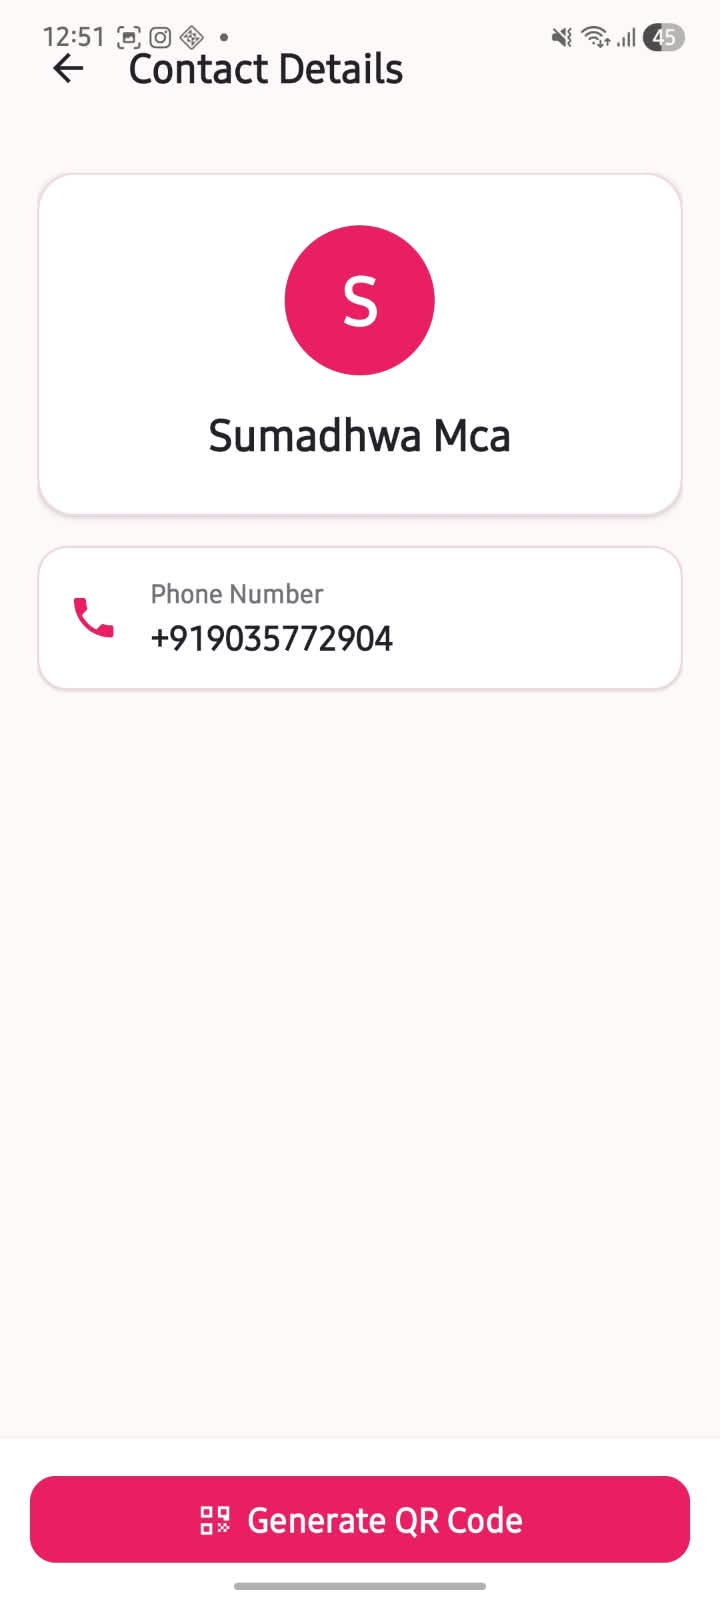 12:51
45
Contact Details
S
Sumadhwa Mca
Phone Number
+919035772904
Generate QR Code